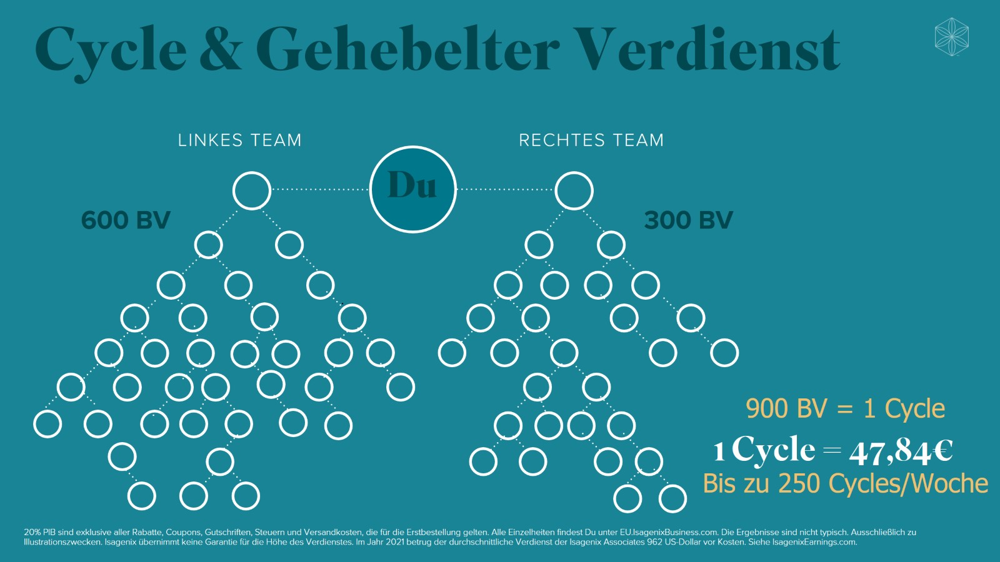 Cycle & Gehebelter Verdienst
LINKES TEAM
RECHTES TEAM
Du
600 BV
300 BV
900 BV = 1 Cycle
1 Cycle = 47,84€
Bis zu 250 Cycles/Woche
20% PIB sind exklusive aller Rabatte, Coupons, Gutschriften, Steuern und Versandkosten, die für die Erstbestellung gelten. Alle Einzelheiten findest Du unter EU.IsagenixBusiness.com. Die Ergebnisse sind nicht typisch. Ausschließlich zu
Illustrationszwecken. Isagenix übernimmt keine Garantie für die Höhe des Verdienstes. Im Jahr 2021 betrug der durchschnittliche Verdienst der Isagenix Associates 962 US-Dollar vor Kosten. Siehe IsagenixEarnings.com.